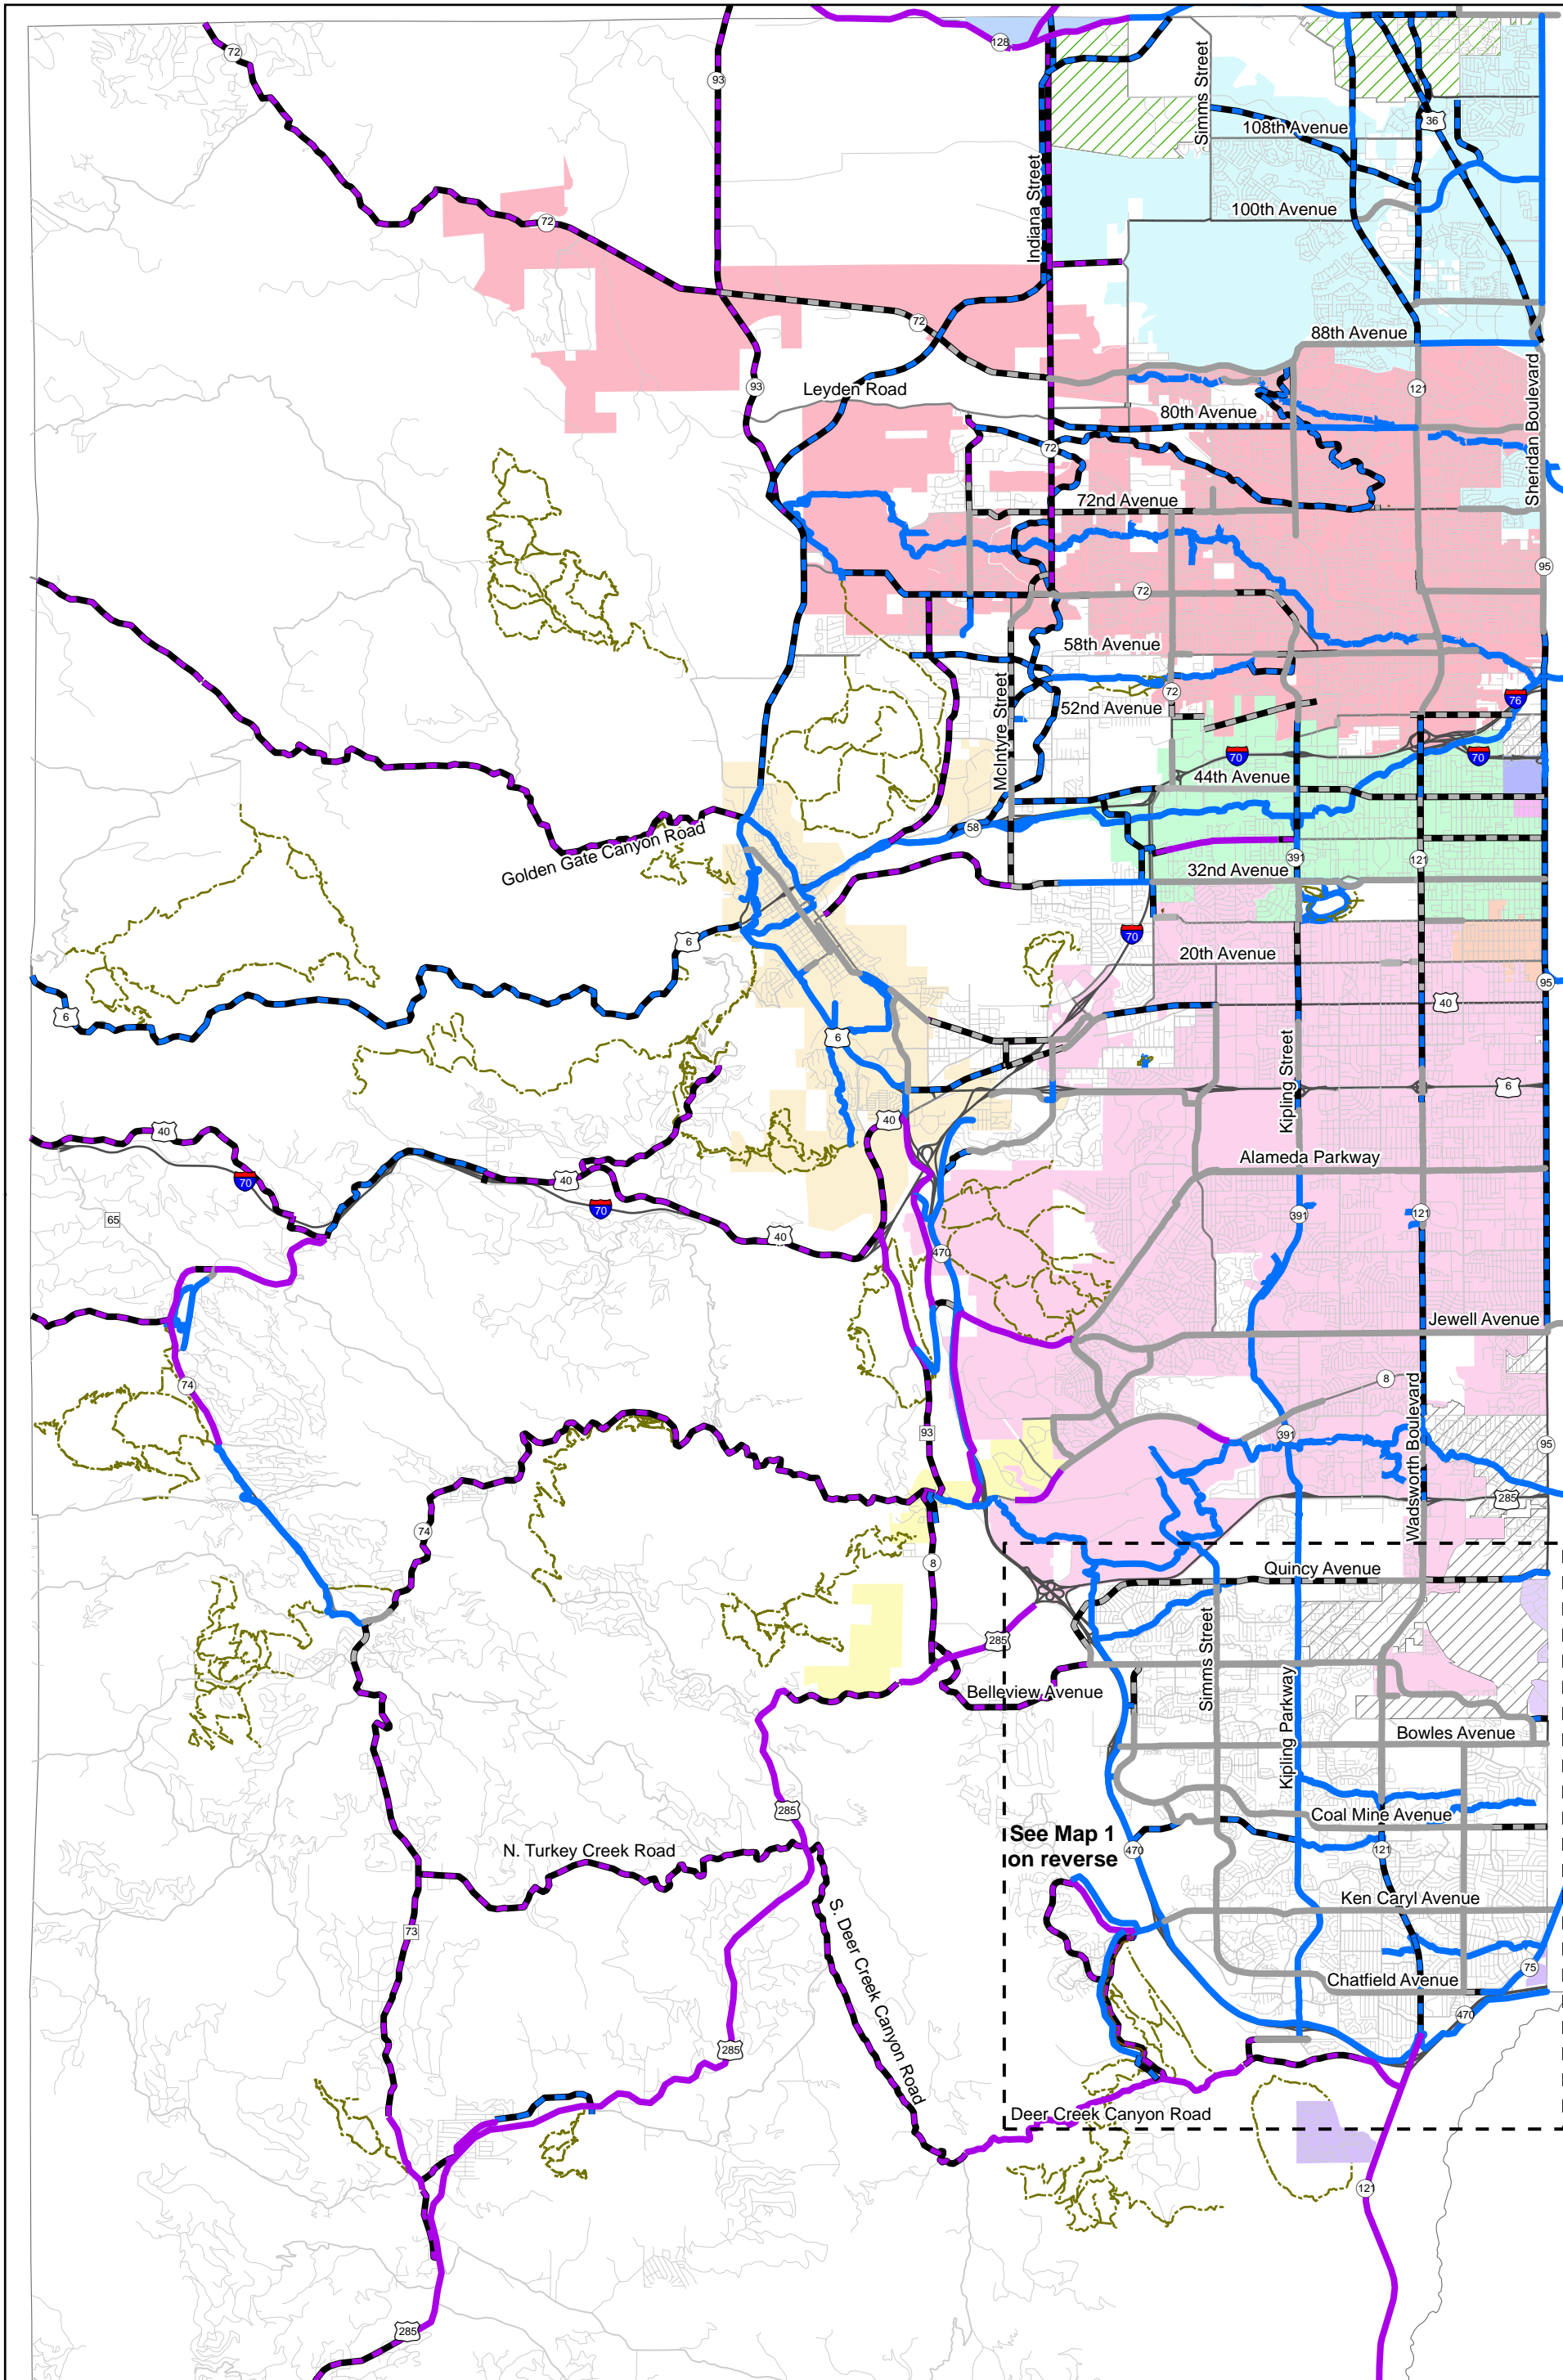 72
93
128
Simms Street
108th Avenue
36
Indiana Street
100th Avenue
72
72
88th Avenue
93
Leyden Road
121
80th Avenue
Sheridan Boulevard
72
72nd Avenue
95
72
58th Avenue
McIntyre Street
72
52nd Avenue
76
70
70
44th Avenue
58
Golden Gate Canyon Road
391
121
32nd Avenue
70
6
20th Avenue
95
40
6
6
Kipling Street
6
40
40
Alameda Parkway
70
40
70
65
391
121
40
470
Jewell Avenue
74
8
Wadsworth Boulevard
93
391
95
285
74
8
Quincy Avenue
Simms Street
285
Kipling Parkway
Belleview Avenue
Bowles Avenue
285
Coal Mine Avenue
See Map 1
on reverse
N. Turkey Creek Road
470
121
Ken Caryl Avenue
S. Deer Creek Canyon Road
73
75
Chatfield Avenue
470
285
Deer Creek Canyon Road
121
285